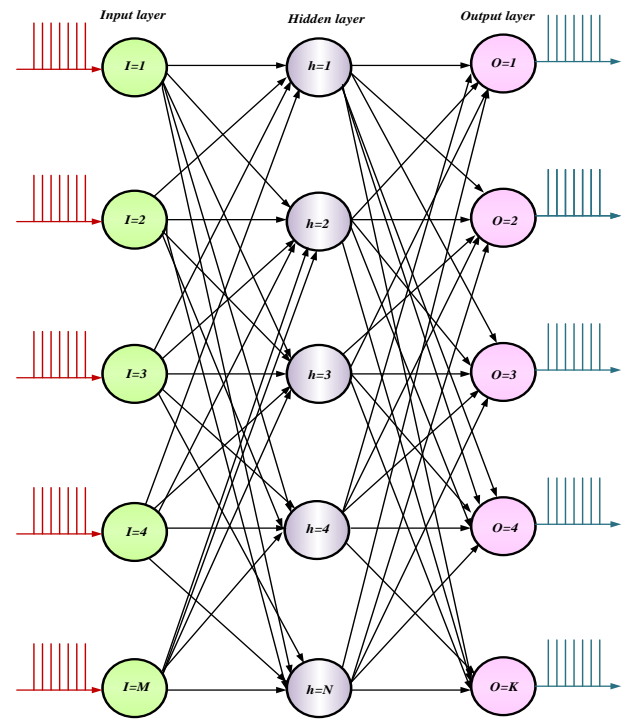 Input layer
Hidden layer
Output layer
I=1
h=1
O=1
I=2
h=2
O=2
I=3
h=3
O=3
I=4
h=4
O=4
I=M
h=N
O=K